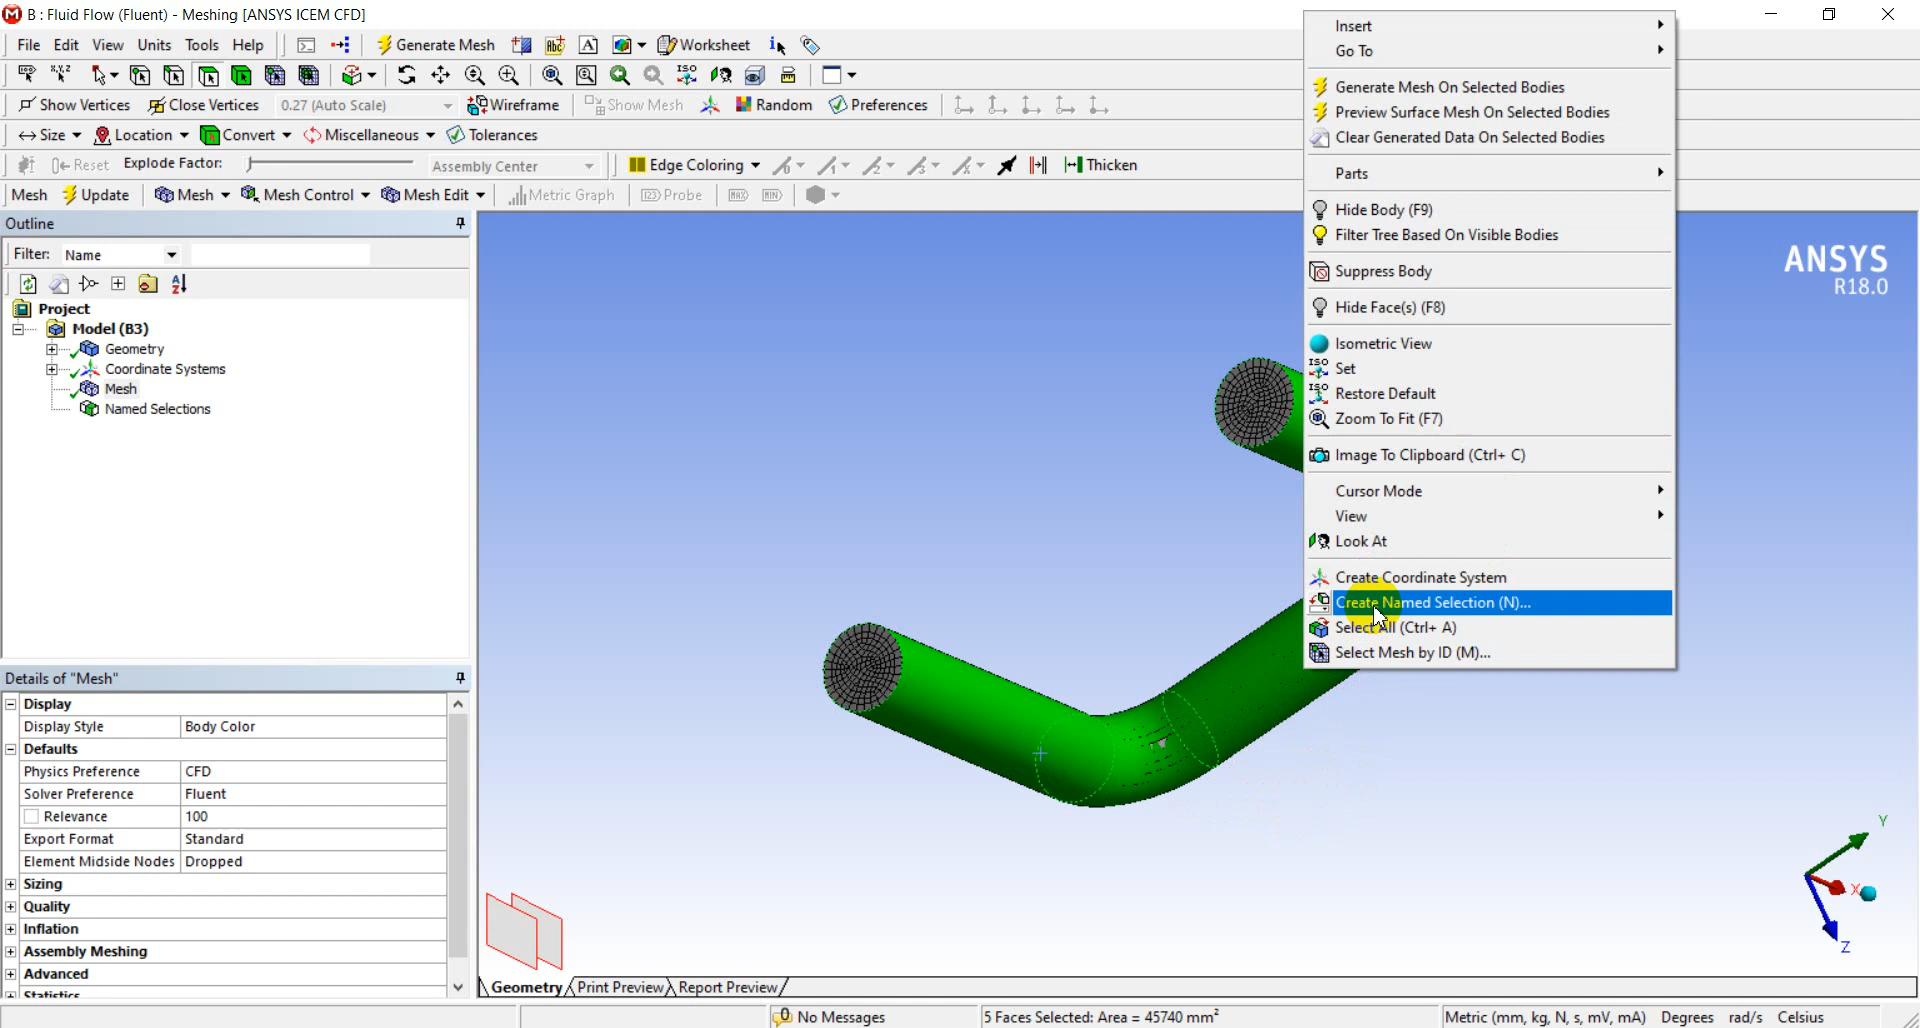 B : Fluid Flow (Fluent) - Meshing [ANSYS ICEM CFD]
File Edit View Units Tools Help Generate Mesh Worksheet
Show Vertices Close Vertices 0.27 (Auto Scale) Wireframe Show Mesh Random Preferences
Size Location Convert Miscellaneous Tolerances
Reset Explode Factor: Assembly Center Edge Coloring Thicken
Mesh Update Mesh Mesh Control Mesh Edit Metric Graph Probe MAX MIN
Outline
Filter: Name
Project
Model (B3)
Geometry
Coordinate Systems
Mesh
Named Selections
Details of "Mesh"
Display
Display Style Body Color
Defaults
Physics Preference CFD
Solver Preference Fluent
Relevance 100
Export Format Standard
Element Midside Nodes Dropped
Sizing
Quality
Inflation
Assembly Meshing
Advanced
Statistics
Insert
Go To
Generate Mesh On Selected Bodies
Preview Surface Mesh On Selected Bodies
Clear Generated Data On Selected Bodies
Parts
Hide Body (F9)
Filter Tree Based On Visible Bodies
Suppress Body
Hide Face(s) (F8)
Isometric View
ISO Set
ISO Restore Default
Zoom To Fit (F7)
Image To Clipboard (Ctrl+ C)
Cursor Mode
View
Look At
Create Coordinate System
Create Named Selection (N)...
Select All (Ctrl+ A)
Select Mesh by ID (M)...
ANSYS
R18.0
Y
X
Z
Geometry Print Preview Report Preview
0 No Messages 5 Faces Selected: Area = 45740 mm² Metric (mm, kg, N, s, mV, mA) Degrees rad/s Celsius